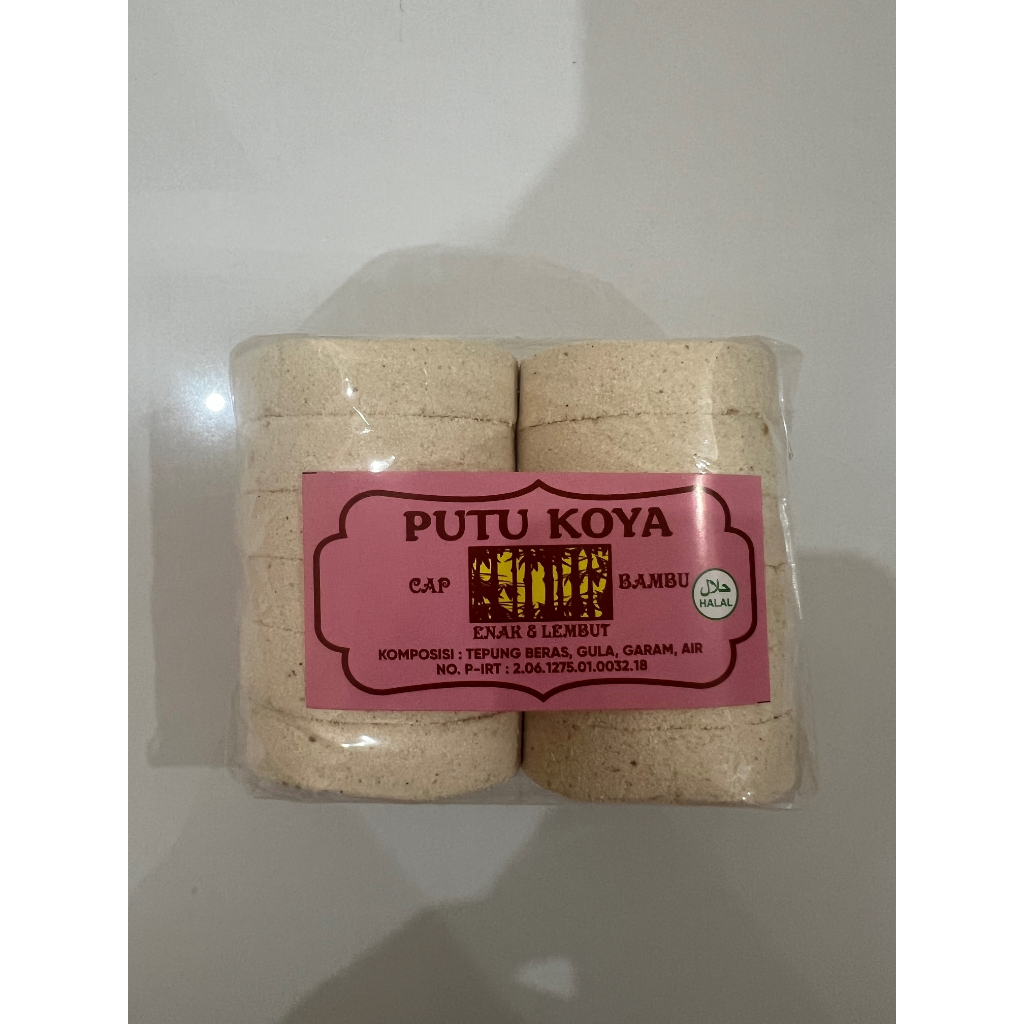 PUTU KOYA
CAP BAMBU
حلال
HALAL
ENAK & LEMBUT
KOMPOSISI : TEPUNG BERAS, GULA, GARAM, AIR
NO. P-IRT : 2.06.1275.01.0032.18